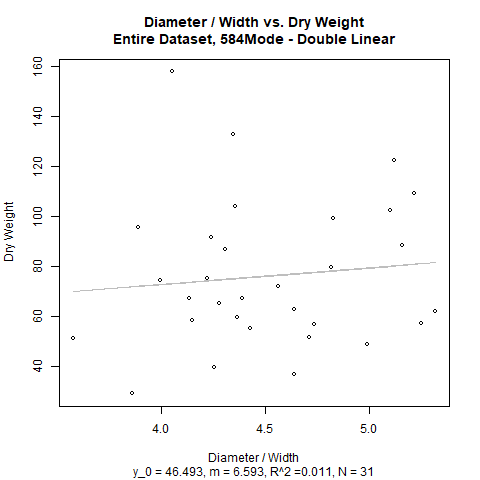 Diameter / Width vs. Dry Weight
Entire Dataset, 584Mode - Double Linear
160
140
120
100
80
60
40
Dry Weight
4.0 4.5 5.0
Diameter / Width
y_0 = 46.493, m = 6.593, R^2 =0.011, N = 31